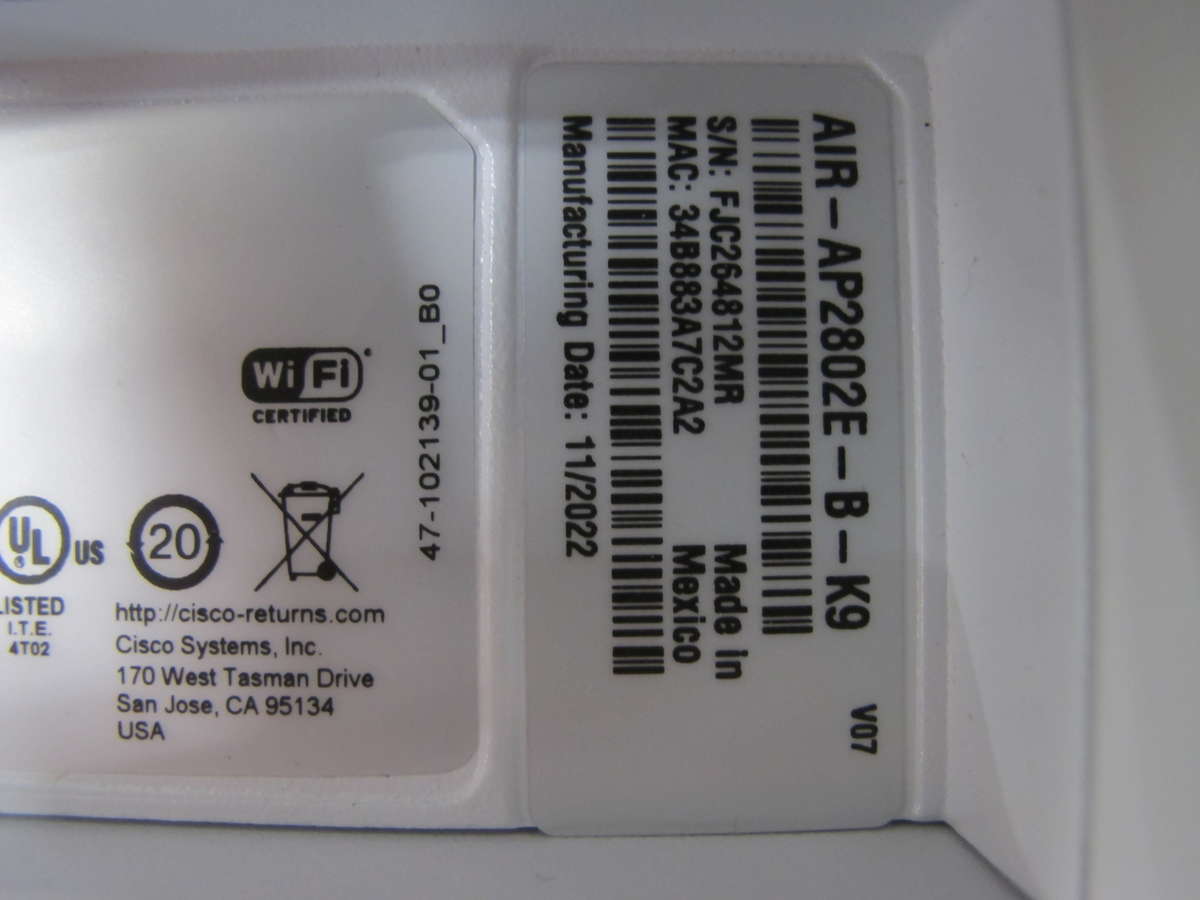 AIR-AP2802E-B-K9
V07
S/N: FJC264812MR
Made in
MAC: 34B883A7C2A2
Mexico
Manufacturing Date: 11/2022
47-102139-01_B0
Wi Fi
CERTIFIED
UL US
LISTED
I.T.E.
4T02
20
http://cisco-returns.com
Cisco Systems, Inc.
170 West Tasman Drive
San Jose, CA 95134
USA